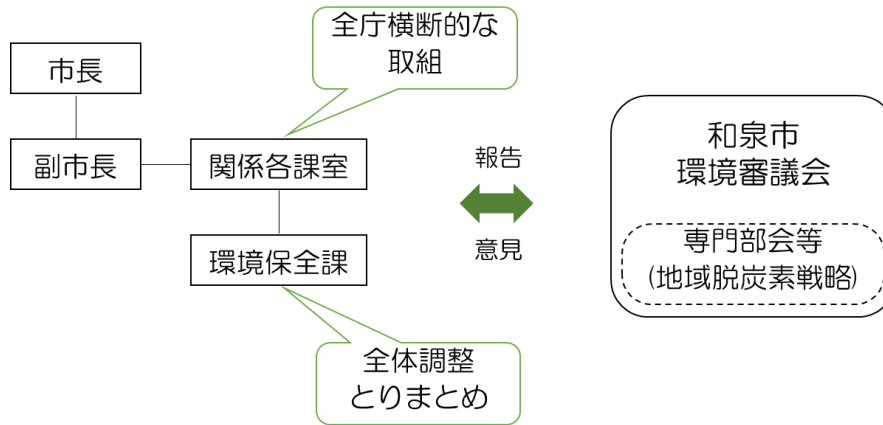 全庁横断的な
取組
市長
副市長
関係各課室
環境保全課
全体調整
とりまとめ
報告
意見
和泉市
環境審議会
専門部会等
(地域脱炭素戦略)